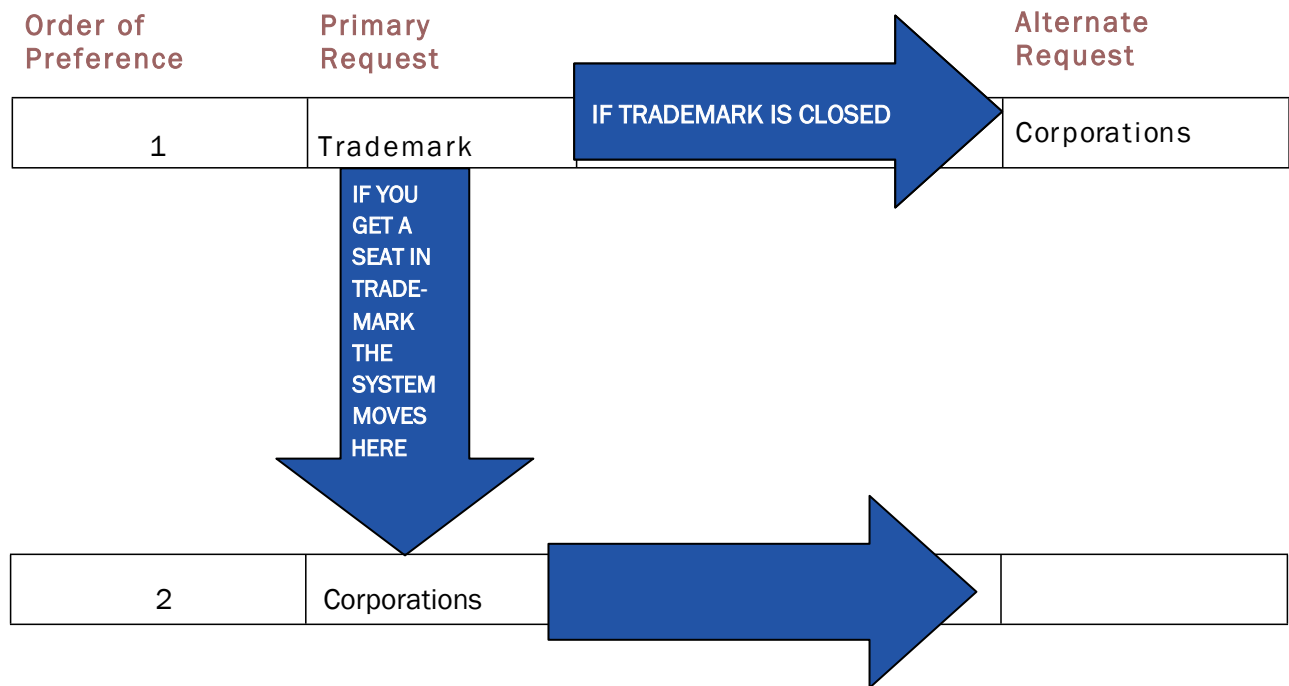 Order of
Preference
Primary
Request
Alternate
Request
1
Trademark
IF TRADEMARK IS CLOSED
Corporations
IF YOU
GET A
SEAT IN
TRADE-
MARK
THE
SYSTEM
MOVES
HERE
2
Corporations